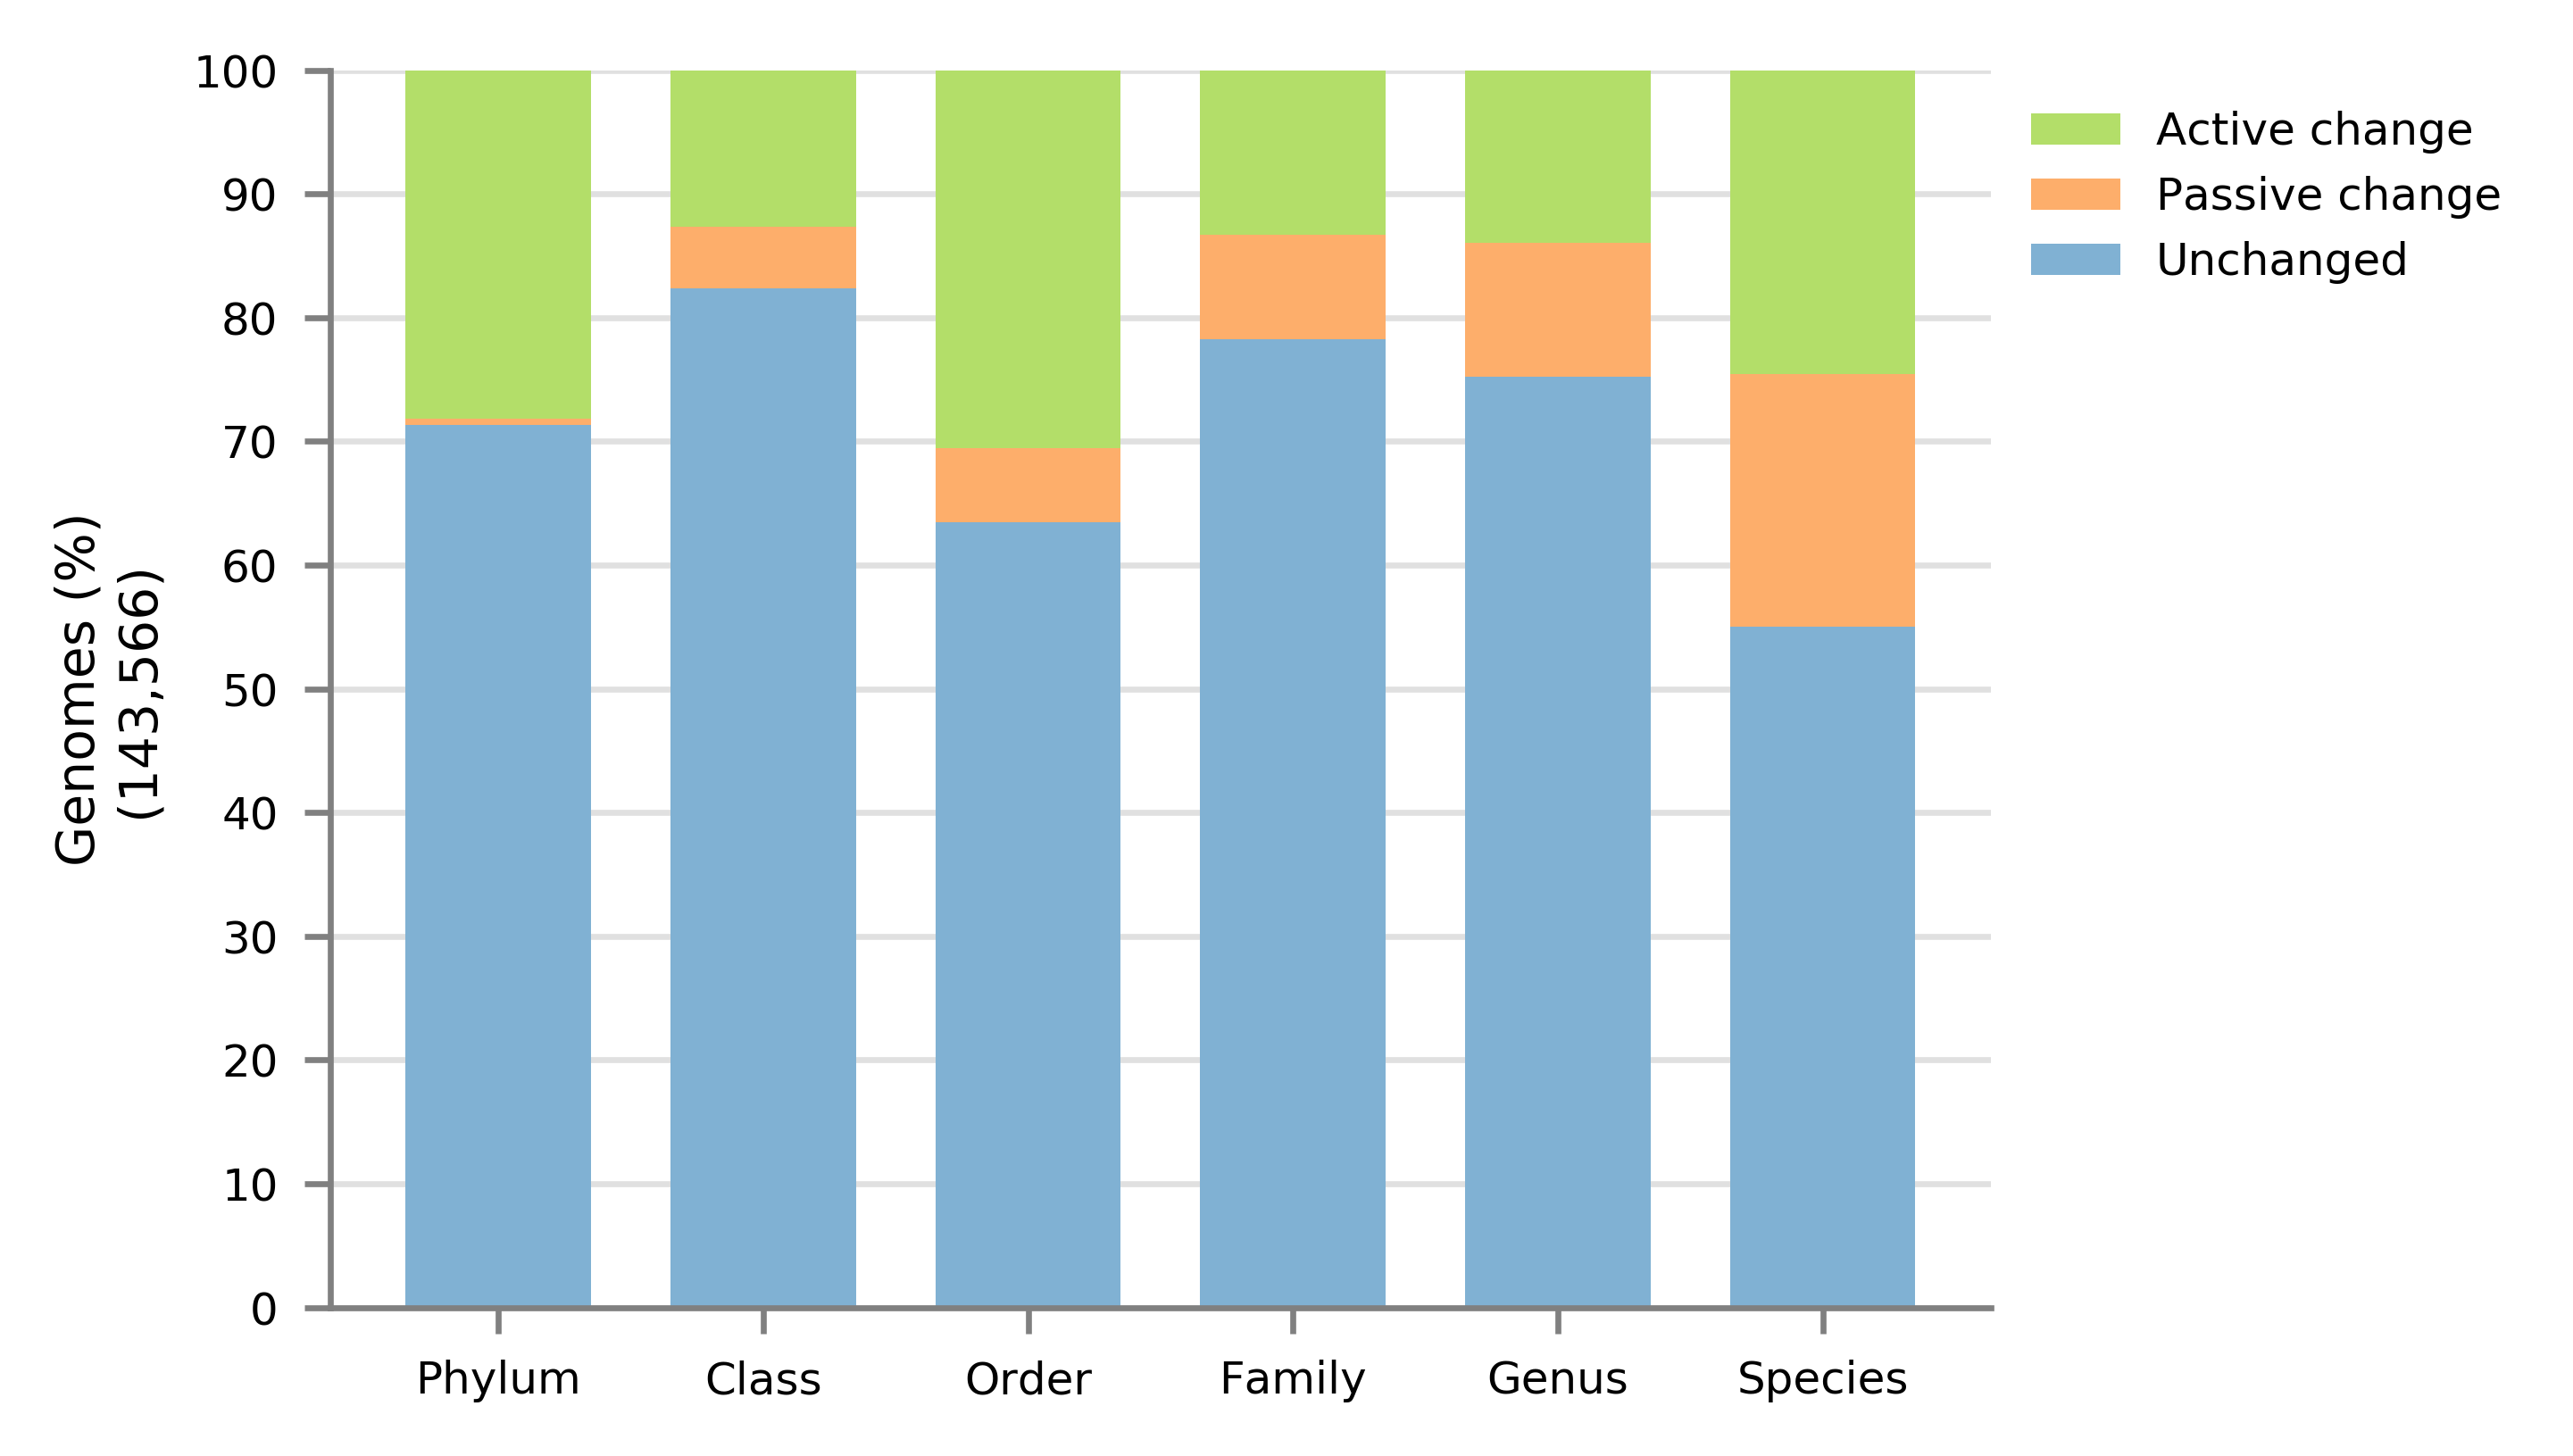 Genomes (%)
(143,566)
100
90
80
70
60
50
40
30
20
10
0
Phylum
Class
Order
Family
Genus
Species
Active change
Passive change
Unchanged